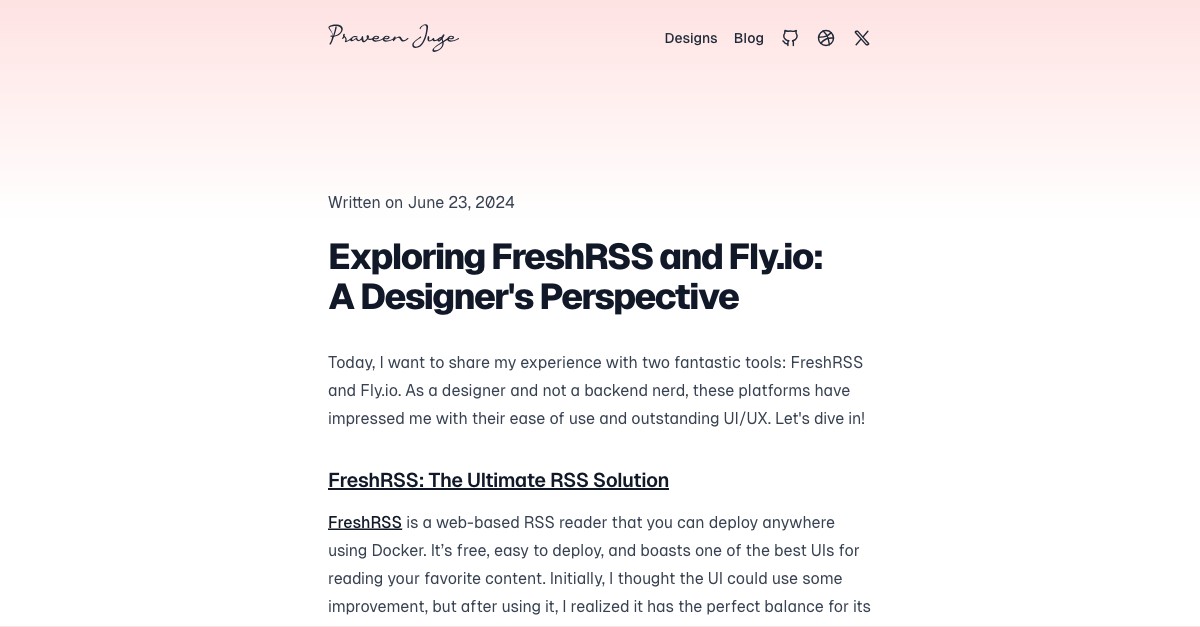 Praveen Juge
Designs Blog
Written on June 23, 2024
Exploring FreshRSS and Fly.io:
A Designer's Perspective
Today, I want to share my experience with two fantastic tools: FreshRSS
and Fly.io. As a designer and not a backend nerd, these platforms have
impressed me with their ease of use and outstanding UI/UX. Let's dive in!
FreshRSS: The Ultimate RSS Solution
FreshRSS is a web-based RSS reader that you can deploy anywhere
using Docker. It’s free, easy to deploy, and boasts one of the best UIs for
reading your favorite content. Initially, I thought the UI could use some
improvement, but after using it, I realized it has the perfect balance for its